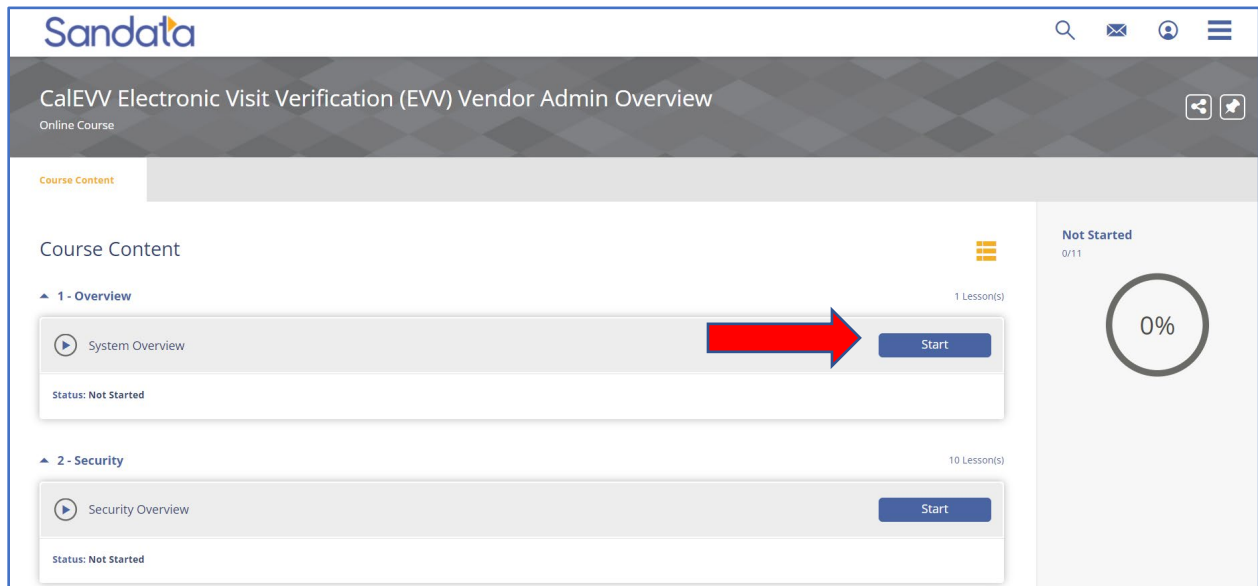 Sandata
CalEVV Electronic Visit Verification (EVV) Vendor Admin Overview
Online Course
Course Content
Course Content
1 - Overview
1 Lesson(s)
System Overview
Start
Status: Not Started
2 - Security
10 Lesson(s)
Security Overview
Start
Status: Not Started
Not Started
0/11
0%